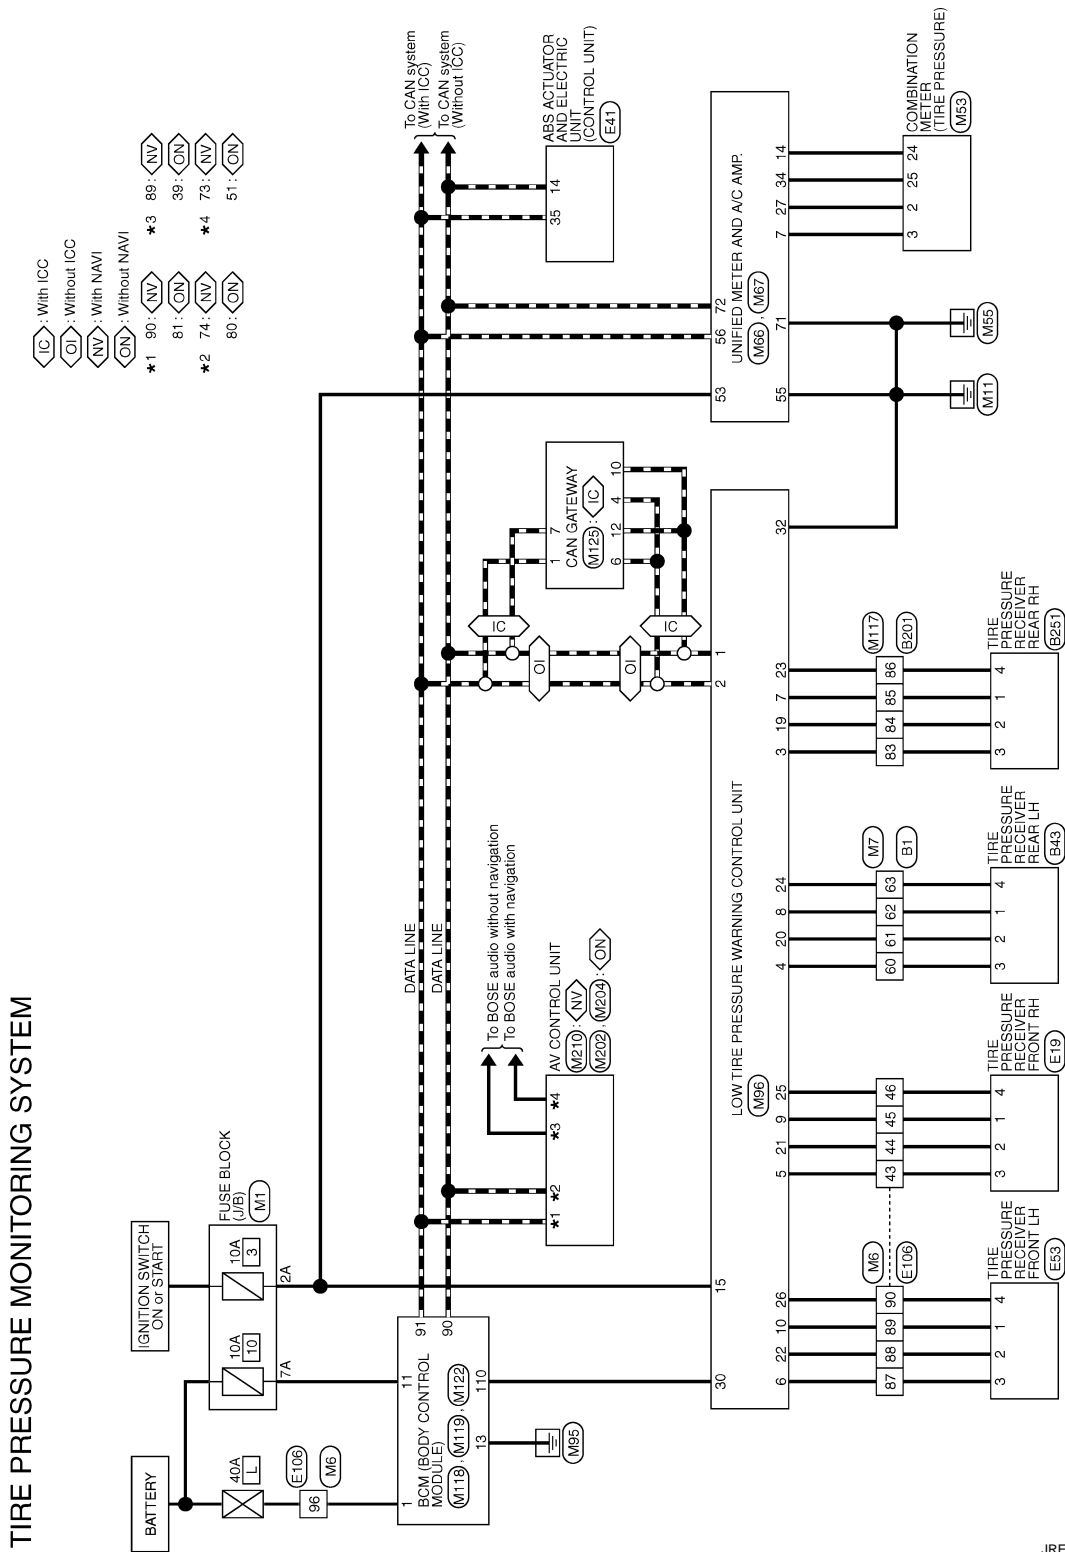 TIRE PRESSURE MONITORING SYSTEM
IC : With ICC
OI : Without ICC
NV : With NAVI
ON : Without NAVI
*1 90 : NV
81 : ON
*2 74 : NV
80 : ON
*3 89 : NV
39 : ON
*4 73 : NV
51 : ON
BATTERY
IGNITION SWITCH
ON or START
40A
L
10A
10
10A
3
FUSE BLOCK
(J/B)
M1
7A
2A
E106
96
M6
1
11
91
90
BCM (BODY CONTROL
MODULE)
M118 , M119 , M122
13
110
M95
DATA LINE
DATA LINE
To BOSE audio without navigation
To BOSE audio with navigation
*1
*2
*3
*4
AV CONTROL UNIT
M210 : NV
M202 , M204 : ON
IC
OI
OI
IC
1
7
CAN GATEWAY
M125 : IC
6
12
4
10
To CAN system
(With ICC)
To CAN system
(Without ICC)
35
14
ABS ACTUATOR
AND ELECTRIC
UNIT
(CONTROL UNIT)
E41
53
56
72
UNIFIED METER AND A/C AMP.
M66 , M67
55
71
7
27
34
14
M11
M55
3
2
25
24
COMBINATION
METER
(TIRE PRESSURE)
M53
30
15
2
1
LOW TIRE PRESSURE WARNING CONTROL UNIT
M96
6
22
10
26
5
21
9
25
4
20
8
24
3
19
7
23
32
87
88
89
90
M6
E106
43
44
45
46
60
61
62
63
M7
B1
83
84
85
86
M117
B201
3
2
1
4
TIRE
PRESSURE
RECEIVER
FRONT LH
E53
3
2
1
4
TIRE
PRESSURE
RECEIVER
FRONT RH
E19
3
2
1
4
TIRE
PRESSURE
RECEIVER
REAR LH
B43
3
2
1
4
TIRE
PRESSURE
RECEIVER
REAR RH
B251